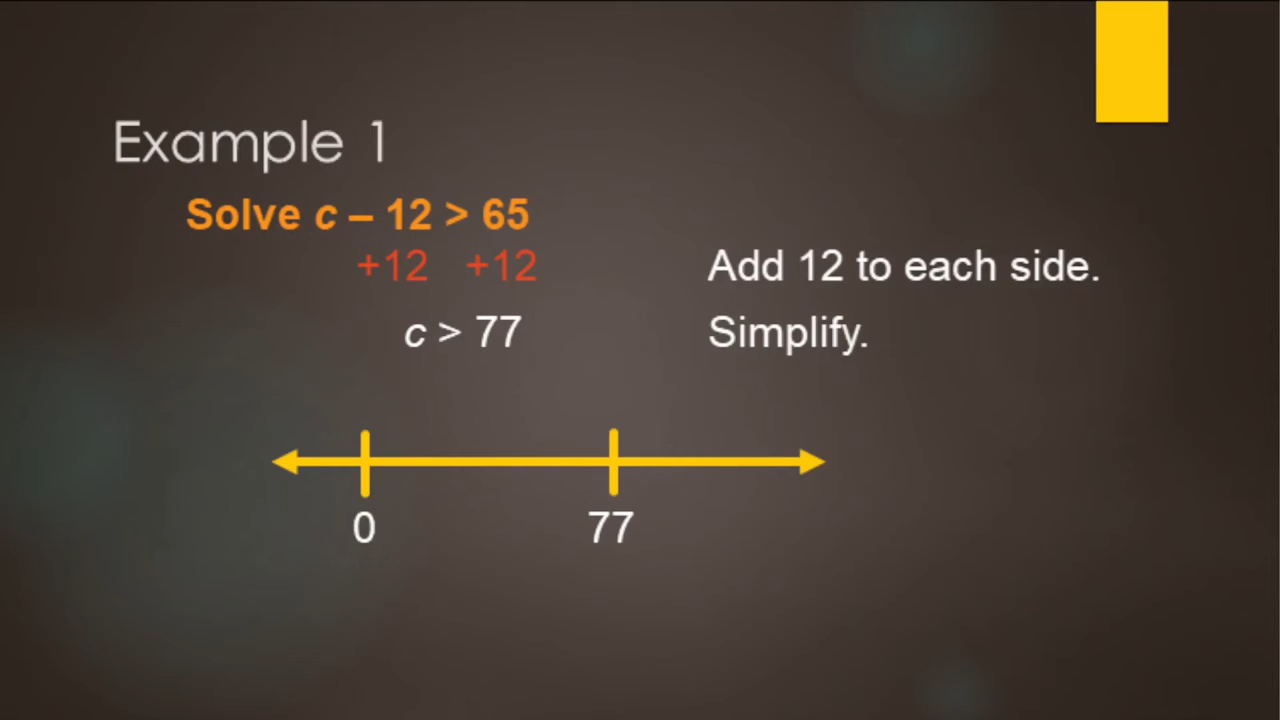 Example 1
Solve c – 12 > 65
+12 +12 Add 12 to each side.
c > 77 Simplify.
0 77